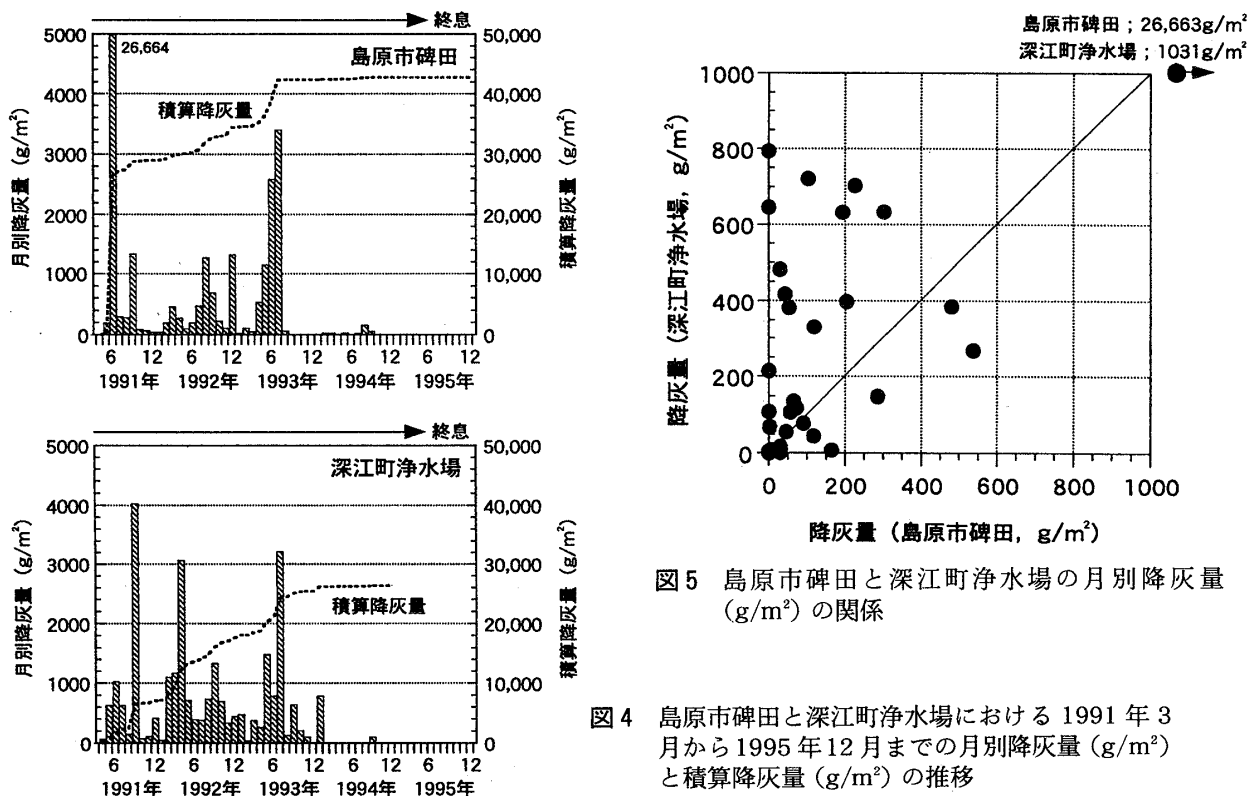 終息
島原市碑田
26,664
積算降灰量
月別降灰量 (g/m²)
積算降灰量 (g/m²)
5000
4000
3000
2000
1000
0
50,000
40,000
30,000
20,000
10,000
0
6 12 6 12 6 12 6 12 6 12
1991年 1992年 1993年 1994年 1995年
終息
深江町浄水場
積算降灰量
月別降灰量 (g/m²)
積算降灰量 (g/m²)
5000
4000
3000
2000
1000
0
50,000
40,000
30,000
20,000
10,000
0
6 12 6 12 6 12 6 12 6 12
1991年 1992年 1993年 1994年 1995年
島原市碑田 ; 26,663g/m²
深江町浄水場 ; 1031g/m²
降灰量 (深江町浄水場, g/m²)
1000
800
600
400
200
0
0 200 400 600 800 1000
降灰量 (島原市碑田, g/m²)
図5 島原市碑田と深江町浄水場の月別降灰量
(g/m²) の関係
図4 島原市碑田と深江町浄水場における 1991 年 3
月から 1995 年 12 月までの月別降灰量 (g/m²)
と積算降灰量 (g/m²) の推移